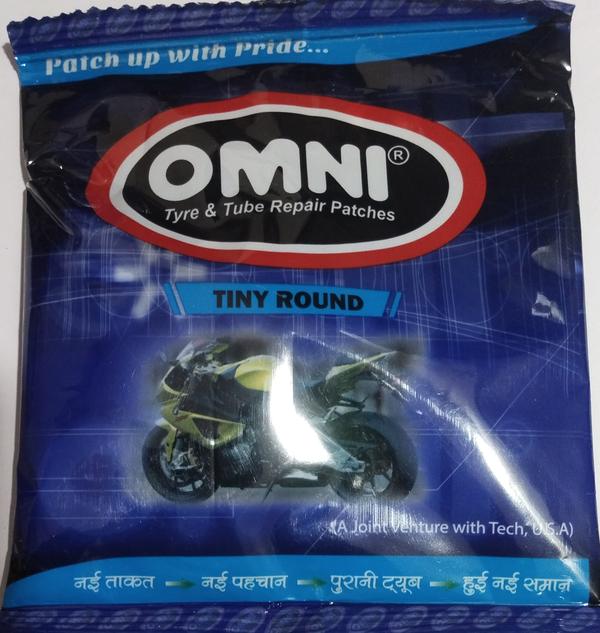 Patch up with Pride...
OMNI®
Tyre & Tube Repair Patches
TINY ROUND
(A Joint Venture with Tech, U.S.A)
नई ताकत → नई पहचान → पुरानी ट्यूब → हुई नई समान